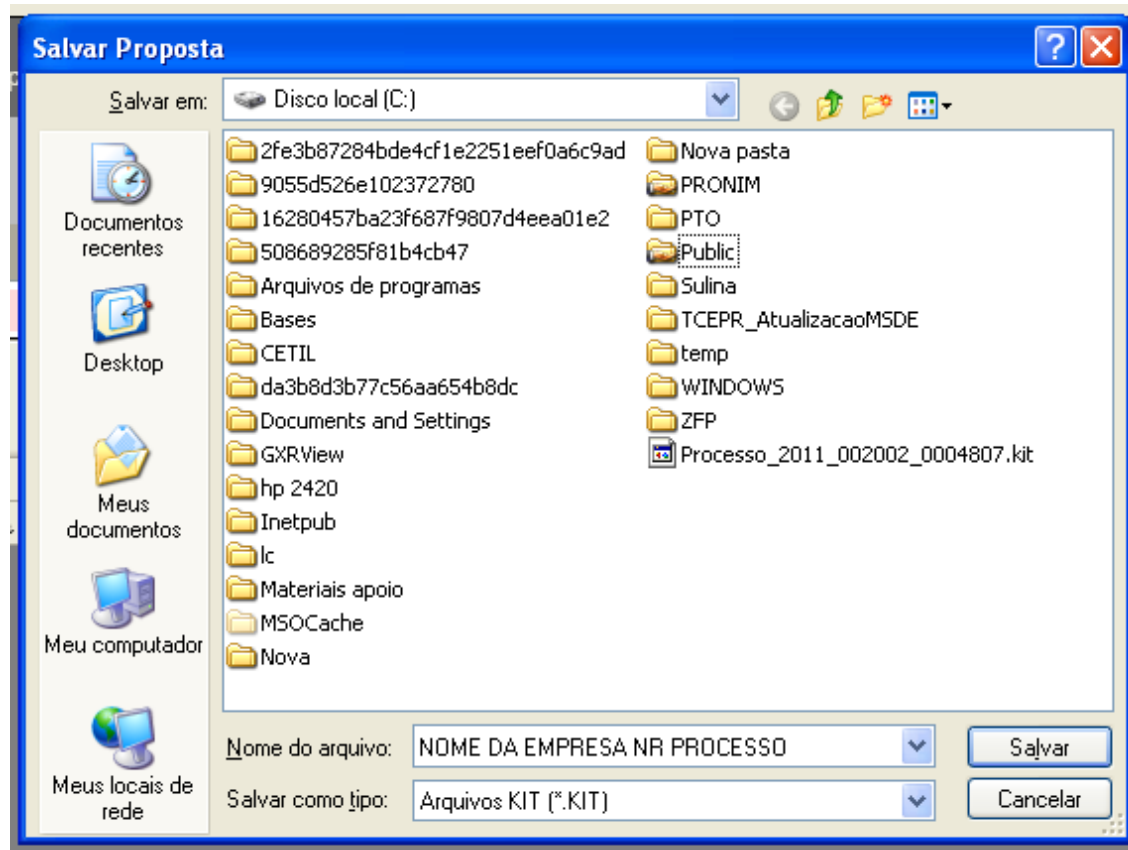 Salvar Proposta
Salvar em:
Disco local (C:)
Documentos
recentes
Desktop
Meus
documentos
Meu computador
Meus locais de
rede
2fe3b87284bde4cf1e2251eef0a6c9ad
9055d526e102372780
16280457ba23f687f9807d4eea01e2
508689285f81b4cb47
Arquivos de programas
Bases
CETIL
da3b8d3b77c56aa654b8dc
Documents and Settings
GXRView
hp 2420
Inetpub
lc
Materiais apoio
MSOCache
Nova
Nova pasta
PRONIM
PTO
Public
Sulina
TCEPR_AtualizacaoMSDE
temp
WINDOWS
ZFP
Processo_2011_002002_0004807.kit
Nome do arquivo:
NOME DA EMPRESA NR PROCESSO
Salvar
Salvar como tipo:
Arquivos KIT (*.KIT)
Cancelar